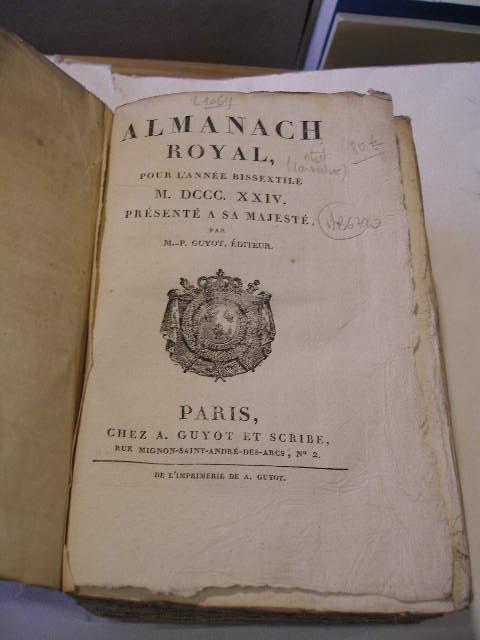 ALMANACH
ROYAL,
POUR L'ANNÉE BISSEXTILE
M. DCCC. XXIV.
PRÉSENTÉ A SA MAJESTÉ,
PAR
M.-P. GUYOT, ÉDITEUR.
PARIS,
CHEZ A. GUYOT ET SCRIBE,
RUE MIGNON-SAINT-ANDRÉ-DES-ARCS, N° 2.
DE L'IMPRIMERIE DE A. GUYOT.